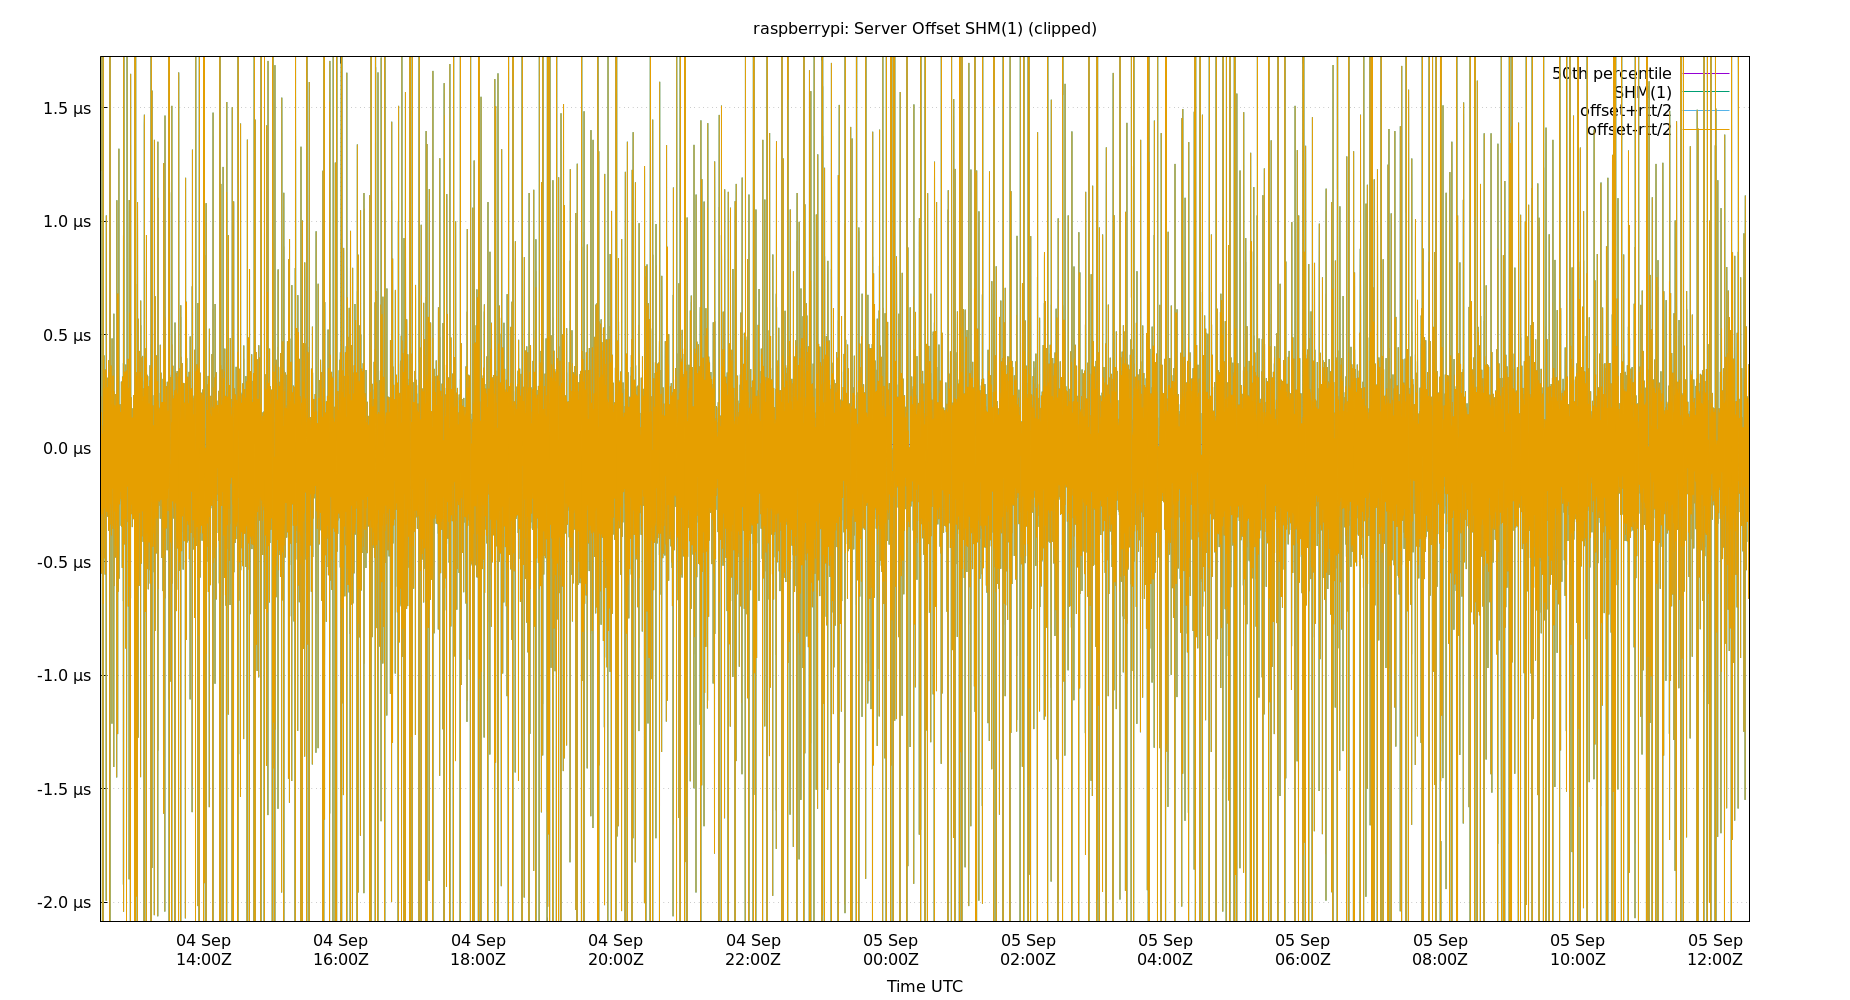 raspberrypi: Server Offset SHM(1) (clipped)
50th percentile
SHM(1)
offset+rtt/2
offset-rtt/2
1.5 µs
1.0 µs
0.5 µs
0.0 µs
-0.5 µs
-1.0 µs
-1.5 µs
-2.0 µs
04 Sep 04 Sep 04 Sep 04 Sep 04 Sep 05 Sep 05 Sep 05 Sep 05 Sep 05 Sep 05 Sep 05 Sep
14:00Z 16:00Z 18:00Z 20:00Z 22:00Z 00:00Z 02:00Z 04:00Z 06:00Z 08:00Z 10:00Z 12:00Z
Time UTC